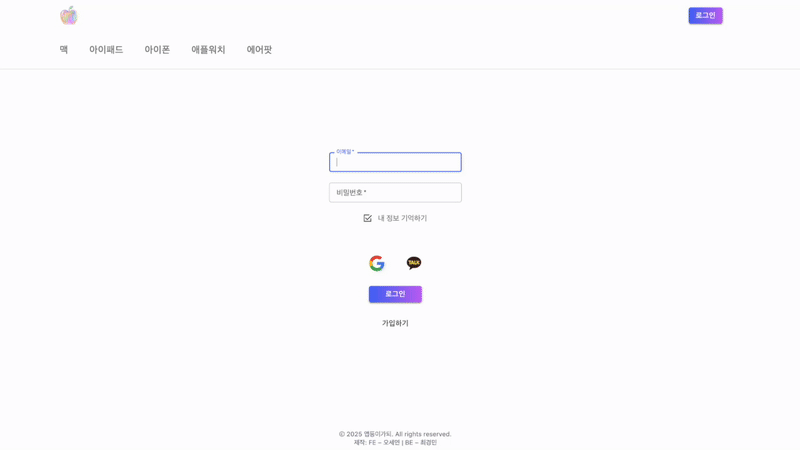 로그인
맥 아이패드 아이폰 애플워치 에어팟
이메일 *
비밀번호 *
내 정보 기억하기
TALK
로그인
가입하기
© 2025 앱등이가티. All rights reserved.
제작: FE – 오세연 | BE – 최경민